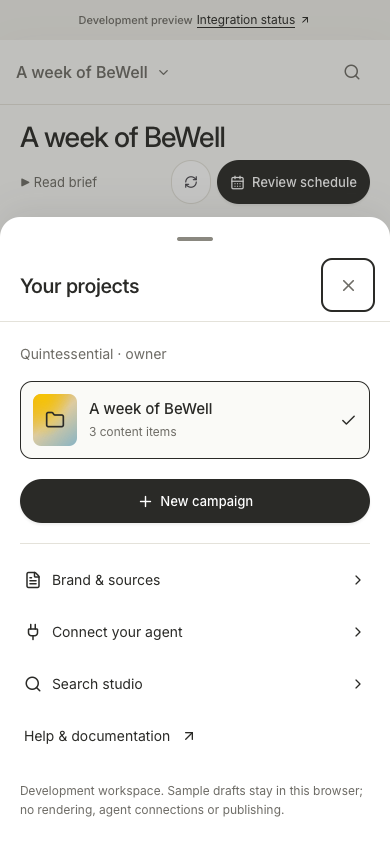 Development preview Integration status
A week of BeWell
A week of BeWell
Read brief
Review schedule
Your projects
Quintessential · owner
A week of BeWell
3 content items
New campaign
Brand & sources
Connect your agent
Search studio
Help & documentation
Development workspace. Sample drafts stay in this browser;
no rendering, agent connections or publishing.